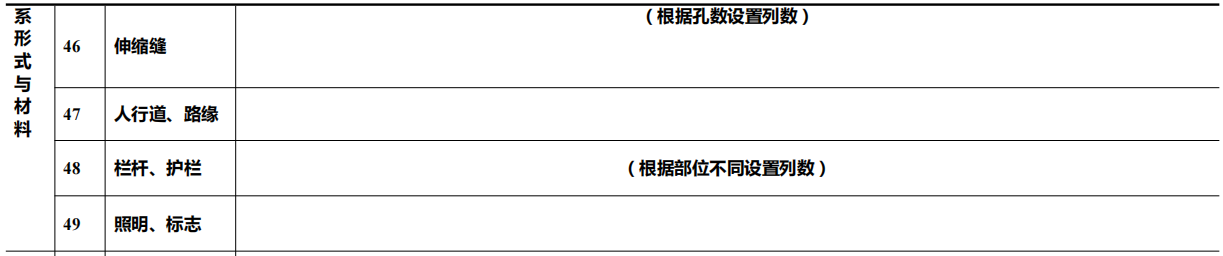 系形式与材料
46 伸缩缝 （根据孔数设置列数）
47 人行道、路缘
48 栏杆、护栏 （根据部位不同设置列数）
49 照明、标志